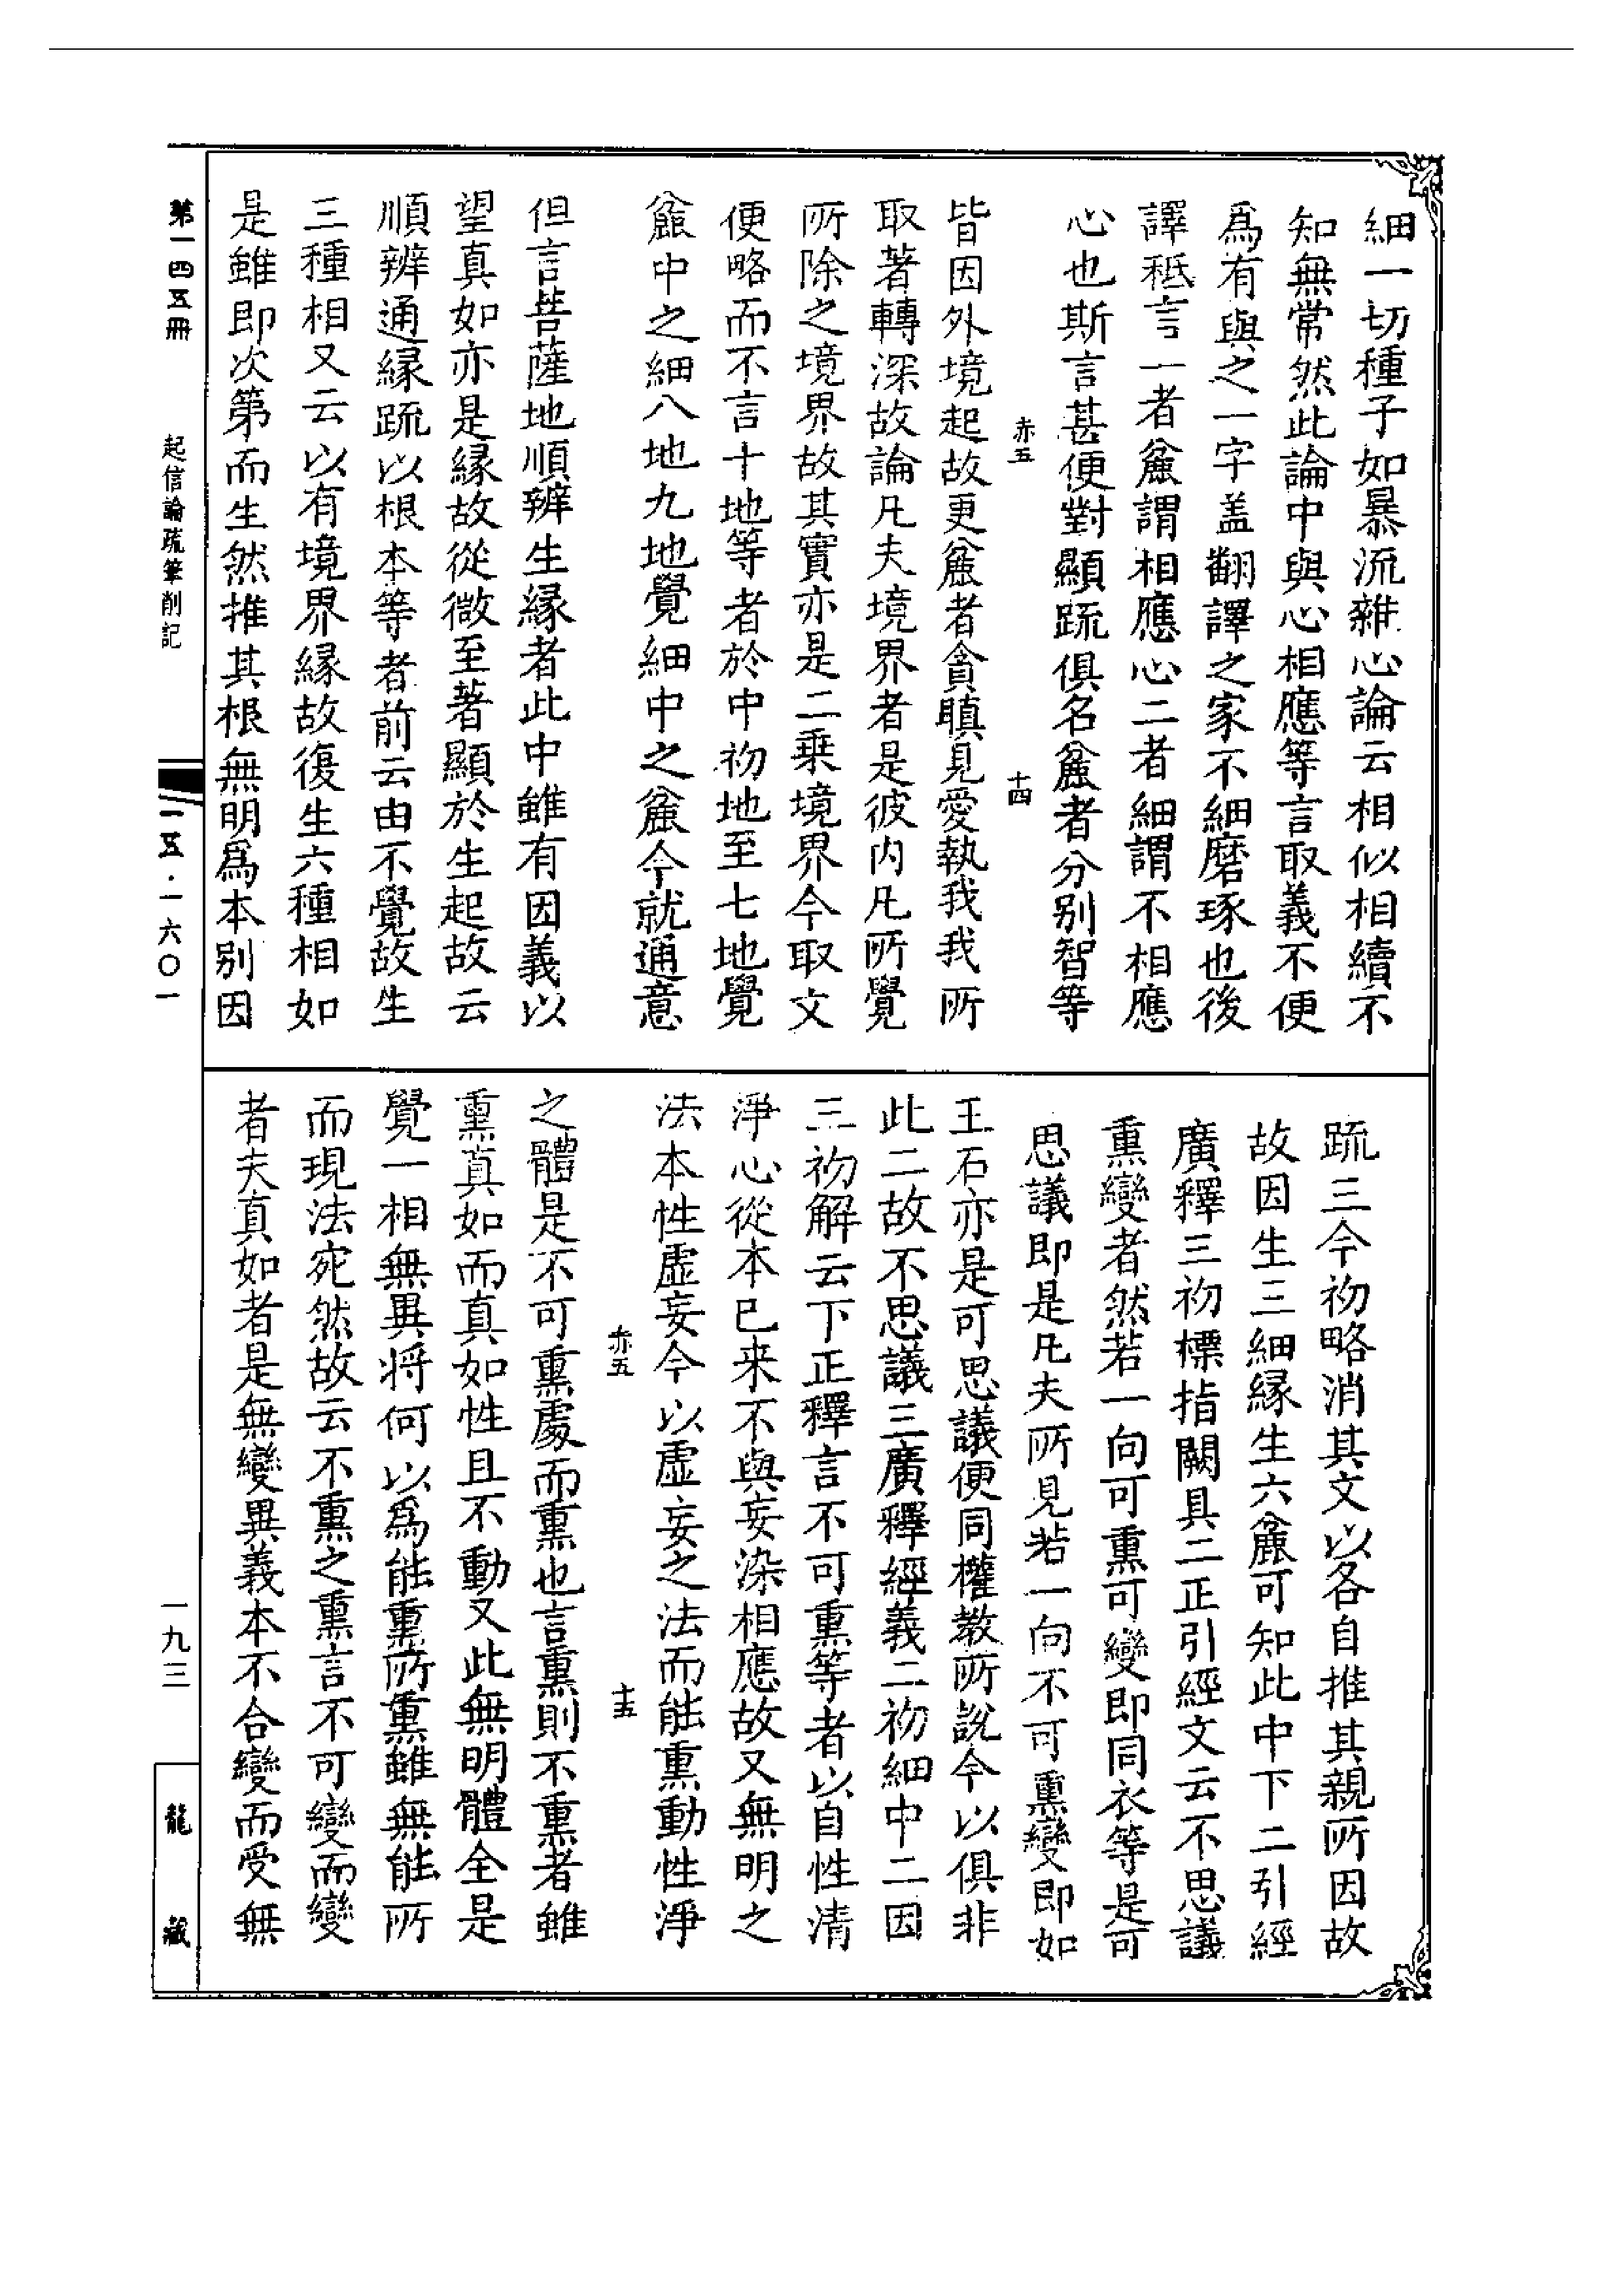 細一切種子如暴流雜心論云相似相續不
知無常然此論中與心相應等言取義不便
爲有與之一字盖翻譯之家不細磨琢也後
譯秪言一者麄謂相應心二者細謂不相應
心也斯言甚便對顯䟽俱名麄者分别智等
赤五 十四
皆因外境起故更麄者貪瞋見愛執我我所
取著轉深故論凡夫境界者是彼内凡所覺
所除之境界故其實亦是二乗境界今取文
便略而不言十地等者於中初地至七地覺
麄中之細八地九地覺細中之麄今就通意
但言菩薩地順辨生緣者此中雖有因義以
望真如亦是緣故從微至著顯於生起故云
順辨通緣䟽以根本等者前云由不覺故生
三種相又云以有境界緣故復生六種相如
是雖即次第而生然推其根無明爲本别因
䟽三今初略消其文以各自推其親所因故
故因生三細緣生六麄可知此中下二引經
廣釋三初標指闕具二正引經文云不思議
熏變者然若一向可熏可變即同衣等是可
思議即是凡夫所見若一向不可熏變即如
王石亦是可思議便同權教所說今以俱非
此二故不思議三廣釋經義二初細中二因
三初解云下正釋言不可熏等者以自性清
淨心從本已来不與妄染相應故又無明之
法本性虛妄今以虛妄之法而能熏動性淨
赤五 十五
之體是不可熏處而熏也言熏則不熏者雖
熏真如而真如性且不動又此無明體全是
覺一相無異将何以爲能熏所熏雖無能所
而現法宛然故云不熏之熏言不可變而變
者夫真如者是無變異義本不合變而受無
第一四五冊 起信論疏筆削記 一五·一六〇一 一九三 龍藏